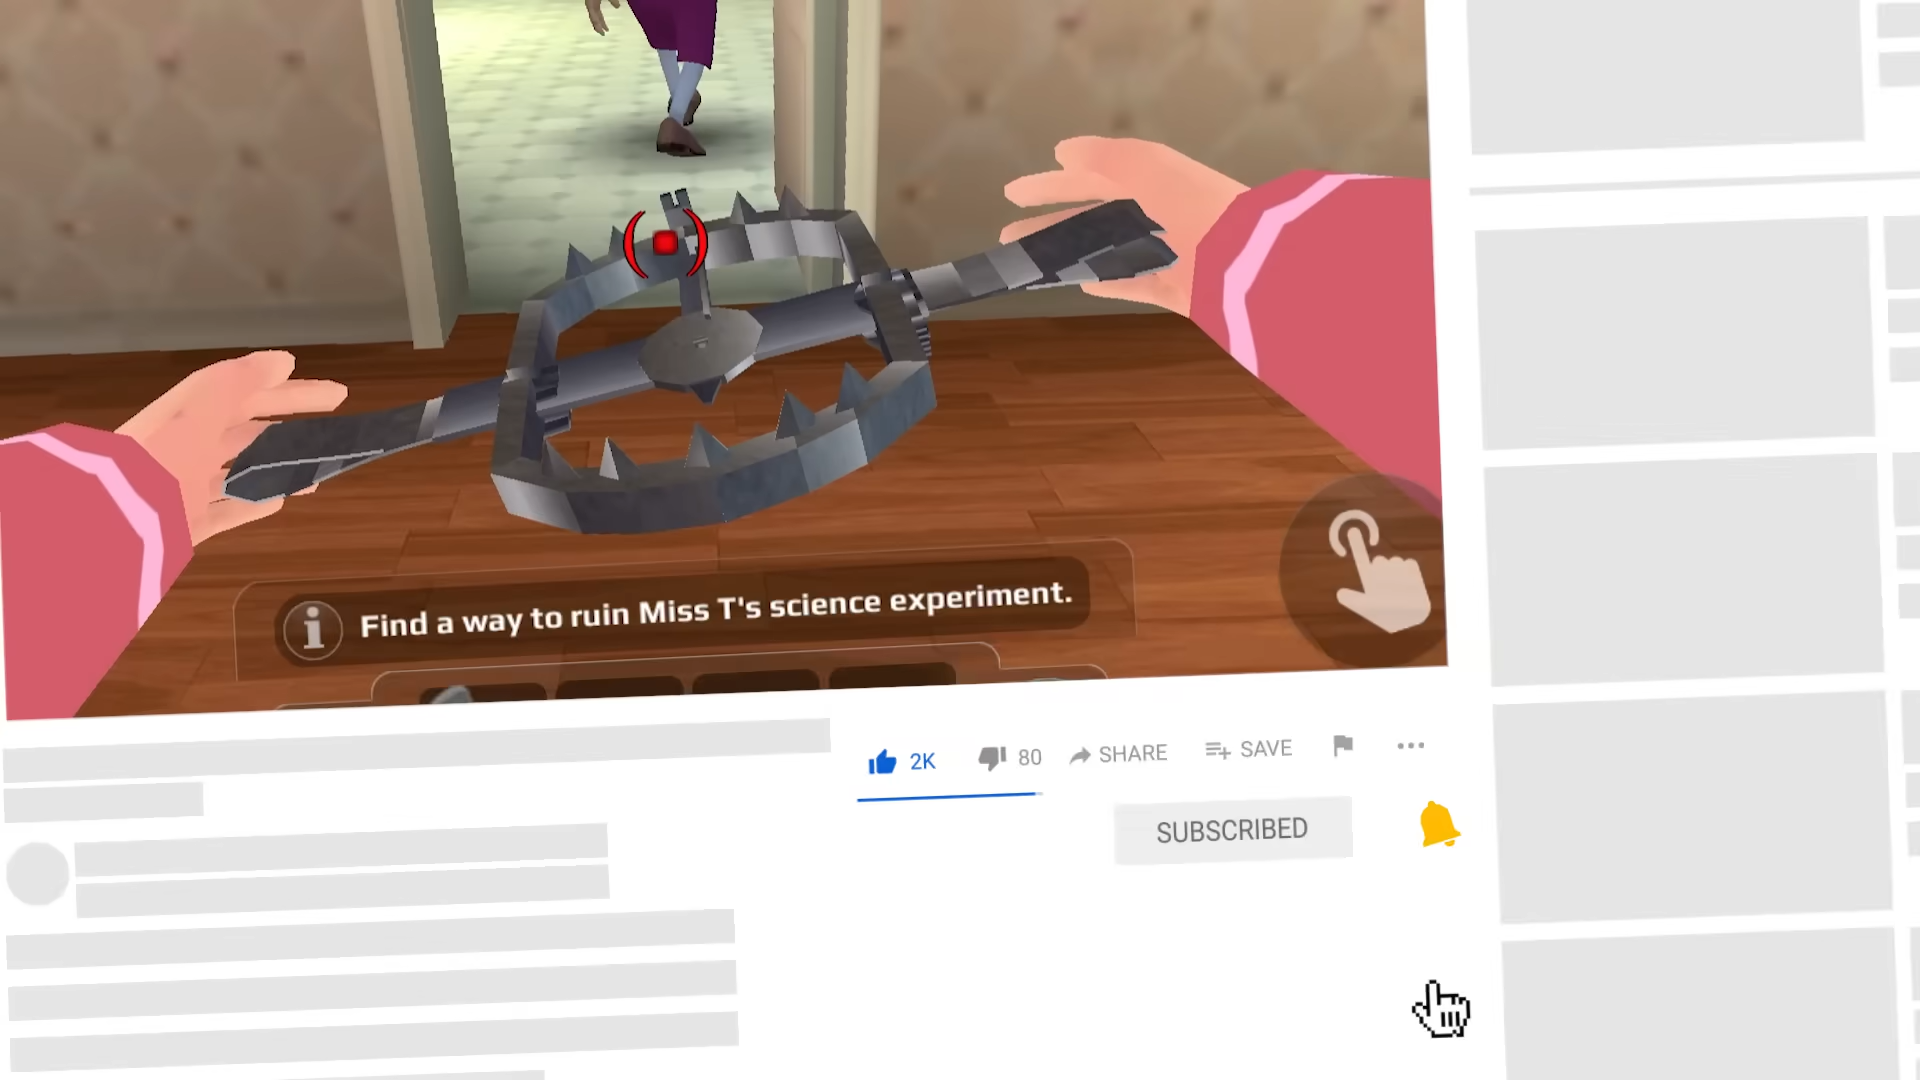 Find a way to ruin Miss T's science experiment.
2K 80 SHARE SAVE
SUBSCRIBED